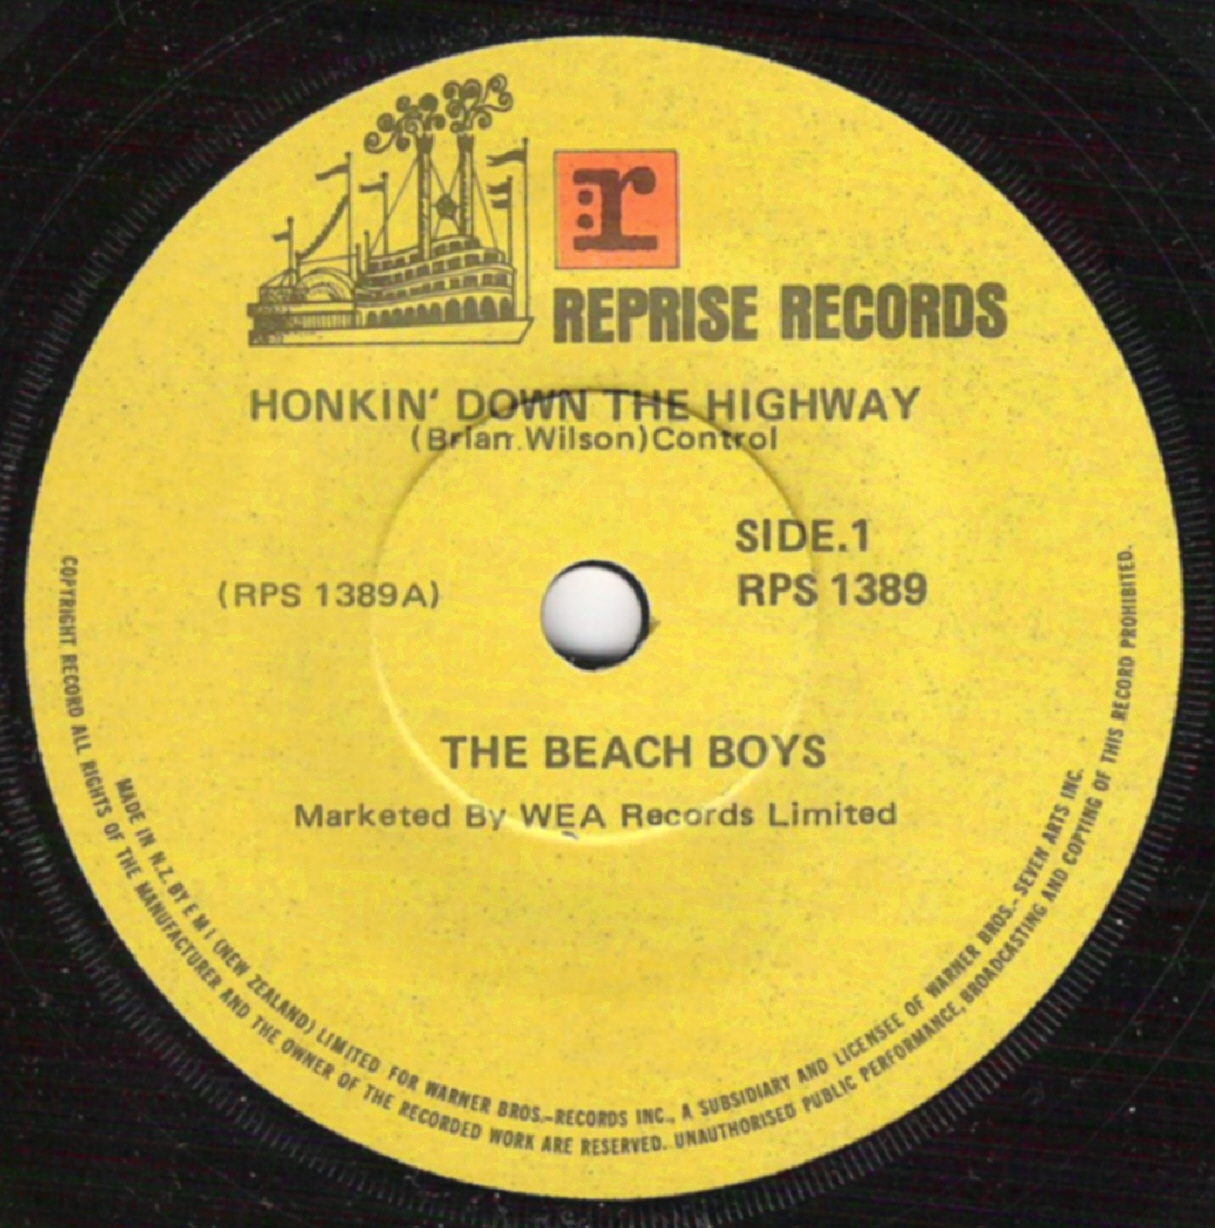 r
REPRISE RECORDS
HONKIN' DOWN THE HIGHWAY
(Brian Wilson)Control
SIDE.1
(RPS 1389A)
RPS 1389
THE BEACH BOYS
Marketed By WEA Records Limited
MADE IN N.Z. BY E M I (NEW ZEALAND) LIMITED FOR WARNER BROS.-RECORDS INC., A SUBSIDIARY AND LICENSEE OF WARNER BROS.- SEVEN ARTS INC.
COPYRIGHT RECORD ALL RIGHTS OF THE MANUFACTURER AND THE OWNER OF THE RECORDED WORK ARE RESERVED. UNAUTHORISED PUBLIC PERFORMANCE, BROADCASTING AND COPYING OF THIS RECORD PROHIBITED.